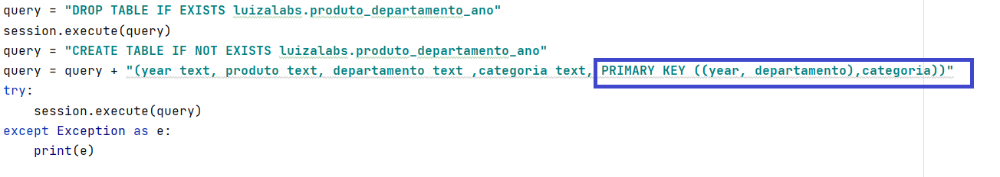 query = "DROP TABLE IF EXISTS luizalabs.produto_departamento_ano"
session.execute(query)
query = "CREATE TABLE IF NOT EXISTS luizalabs.produto_departamento_ano"
query = query + "(year text, produto text, departamento text ,categoria text, PRIMARY KEY ((year, departamento),categoria))"
try:
    session.execute(query)
except Exception as e:
    print(e)